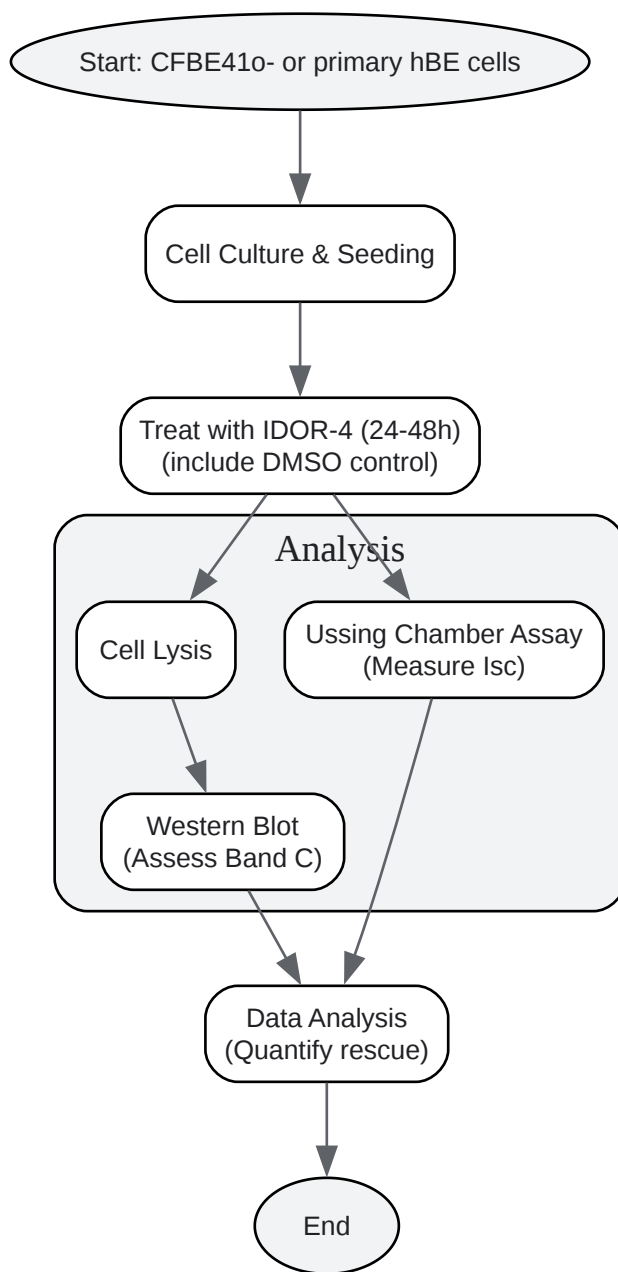 Start: CFBE41o- or primary hBE cells
Cell Culture & Seeding
Treat with IDOR-4 (24-48h)
(include DMSO control)
Analysis
Cell Lysis
Ussing Chamber Assay
(Measure Isc)
Western Blot
(Assess Band C)
Data Analysis
(Quantify rescue)
End